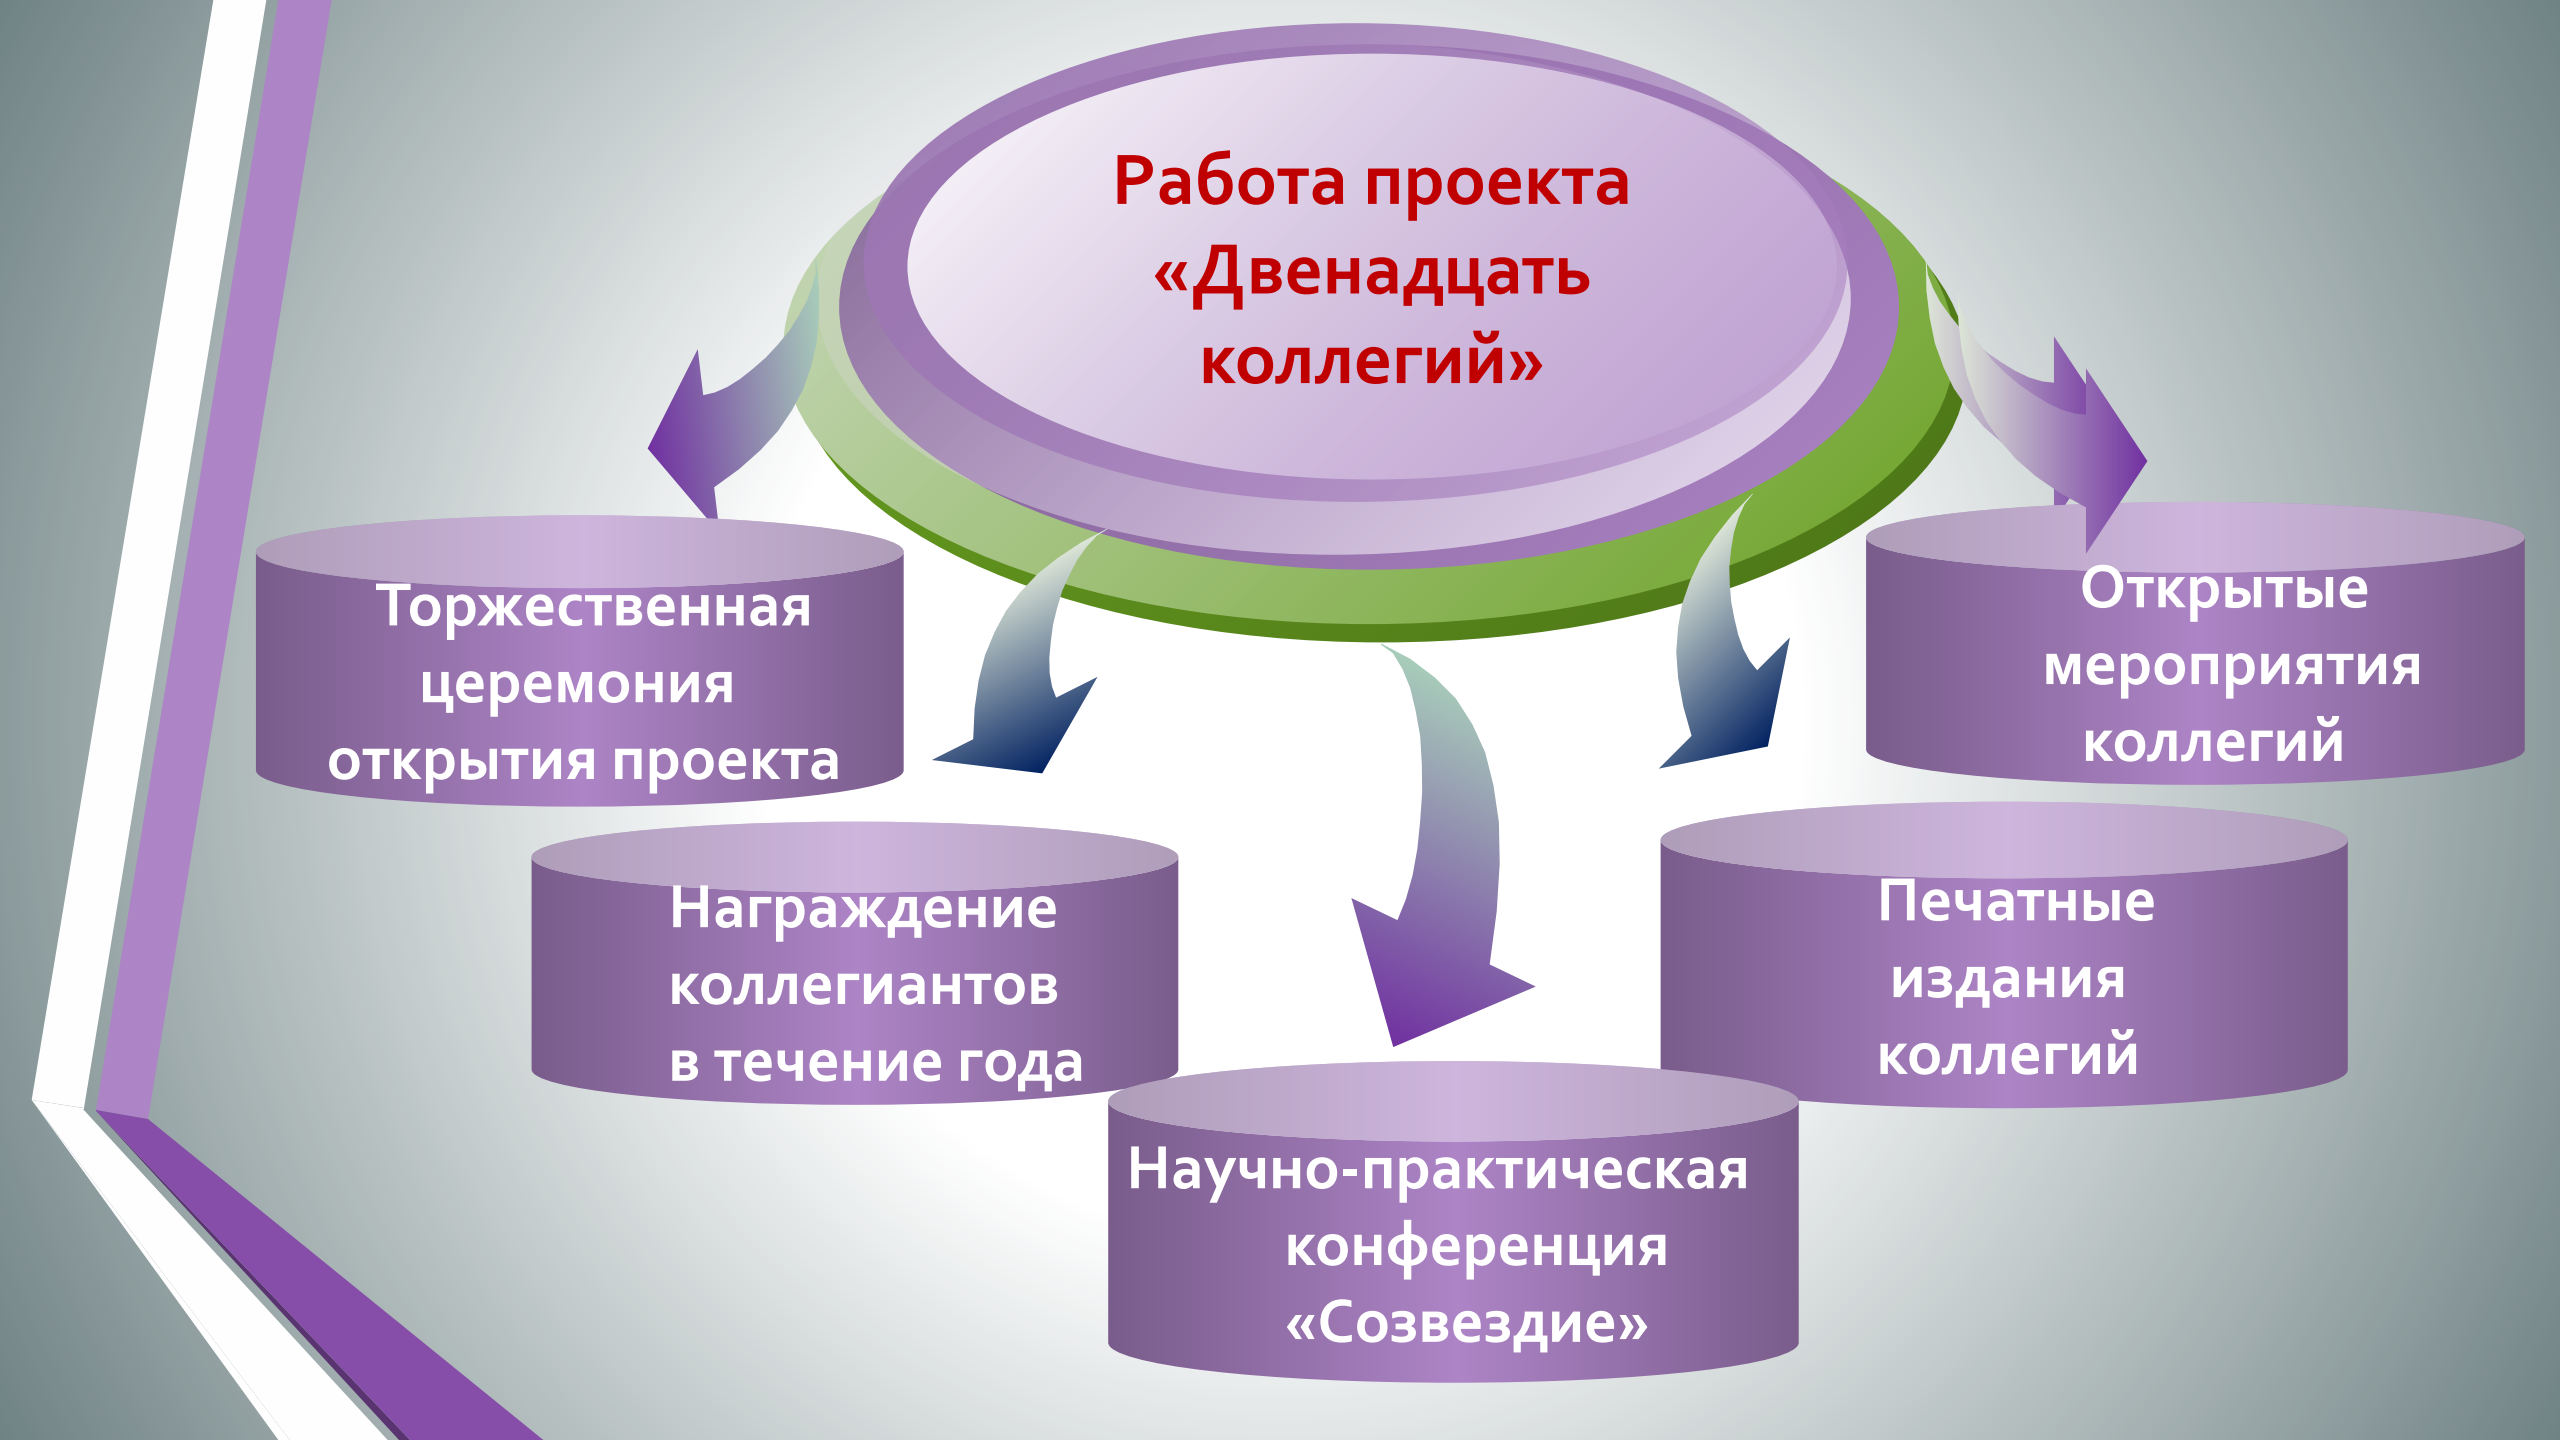 Работа проекта
«Двенадцать
коллегий»
Торжественная
церемония
открытия проекта
Награждение
коллегиантов
в течение года
Научно-практическая
конференция
«Созвездие»
Печатные
издания
коллегий
Открытые
мероприятия
коллегий